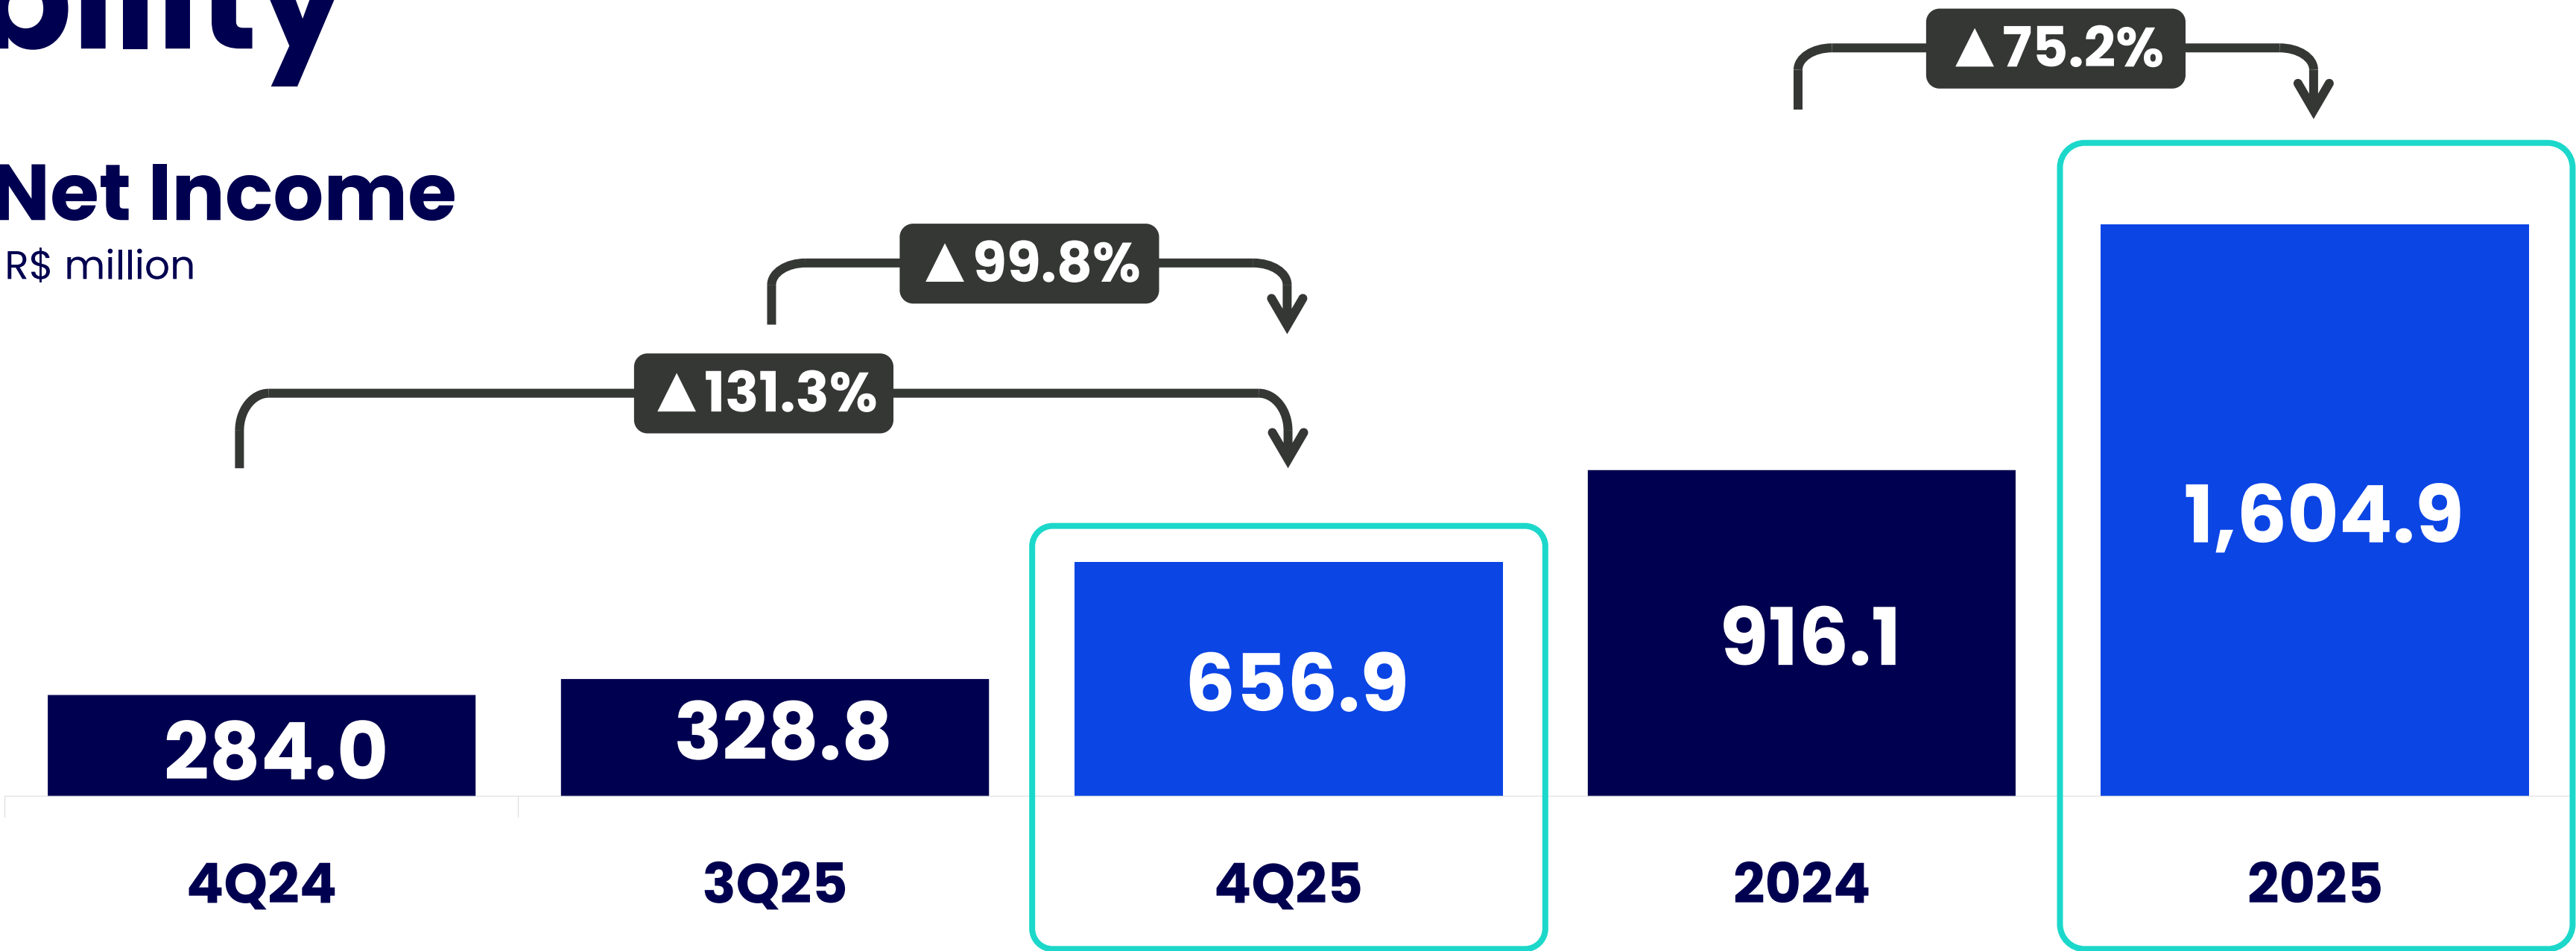 ▲75.2%
Net Income
R$ million
▲99.8%
▲131.3%
1,604.9
916.1
656.9
328.8
284.0
4Q24 3Q25 4Q25 2024 2025